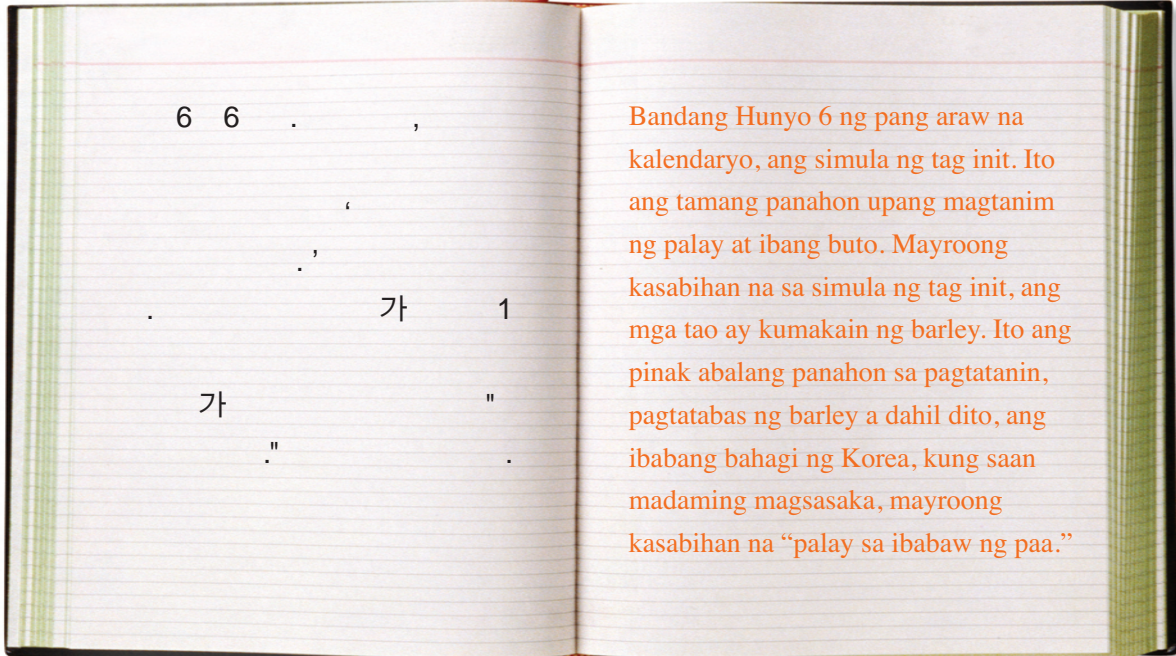 6 6 . ,
‘
. ’
. 가 1
가 "
." .
Bandang Hunyo 6 ng pang araw na
kalendaryo, ang simula ng tag init. Ito
ang tamang panahon upang magtanim
ng palay at ibang buto. Mayroong
kasabihan na sa simula ng tag init, ang
mga tao ay kumakain ng barley. Ito ang
pinak abalang panahon sa pagtatanin,
pagtatabas ng barley a dahil dito, ang
ibabang bahagi ng Korea, kung saan
madaming magsasaka, mayroong
kasabihan na “palay sa ibabaw ng paa.”